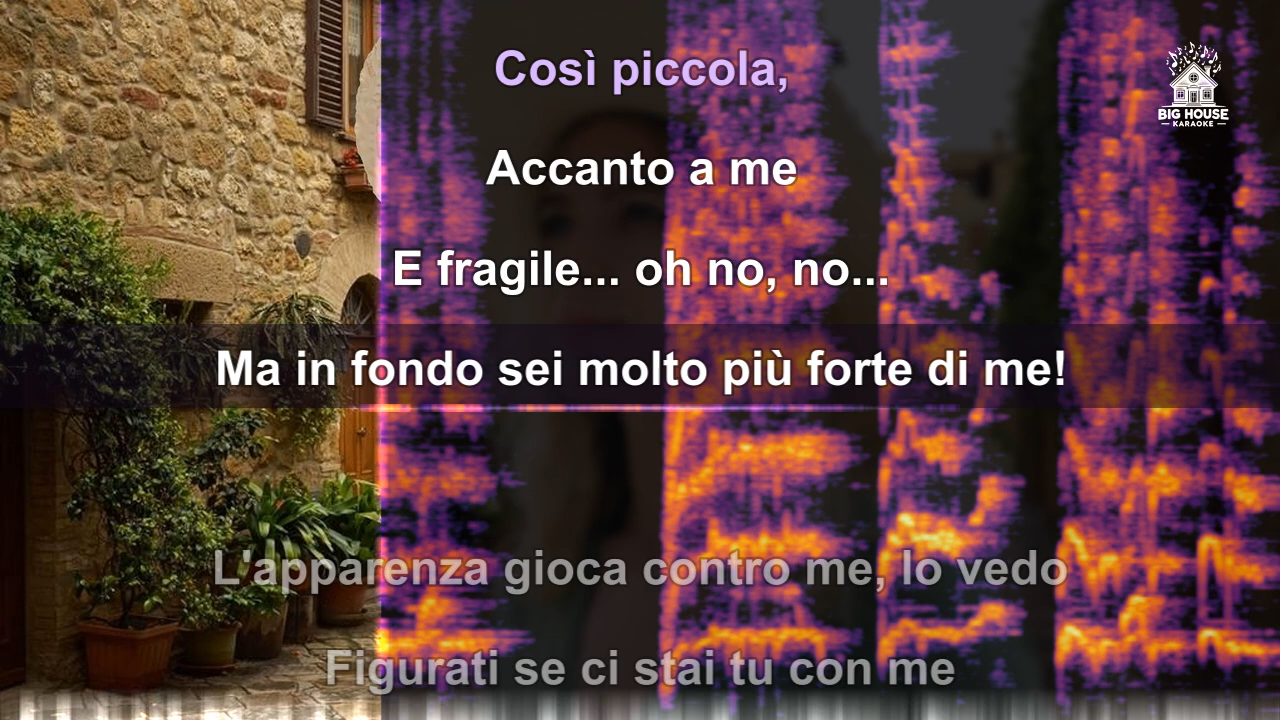 Così piccola,
BIG HOUSE
KARAOKE
Accanto a me
E fragile... oh no, no...
Ma in fondo sei molto più forte di me!
L'apparenza gioca contro me, lo vedo
Figurati se ci stai tu con me